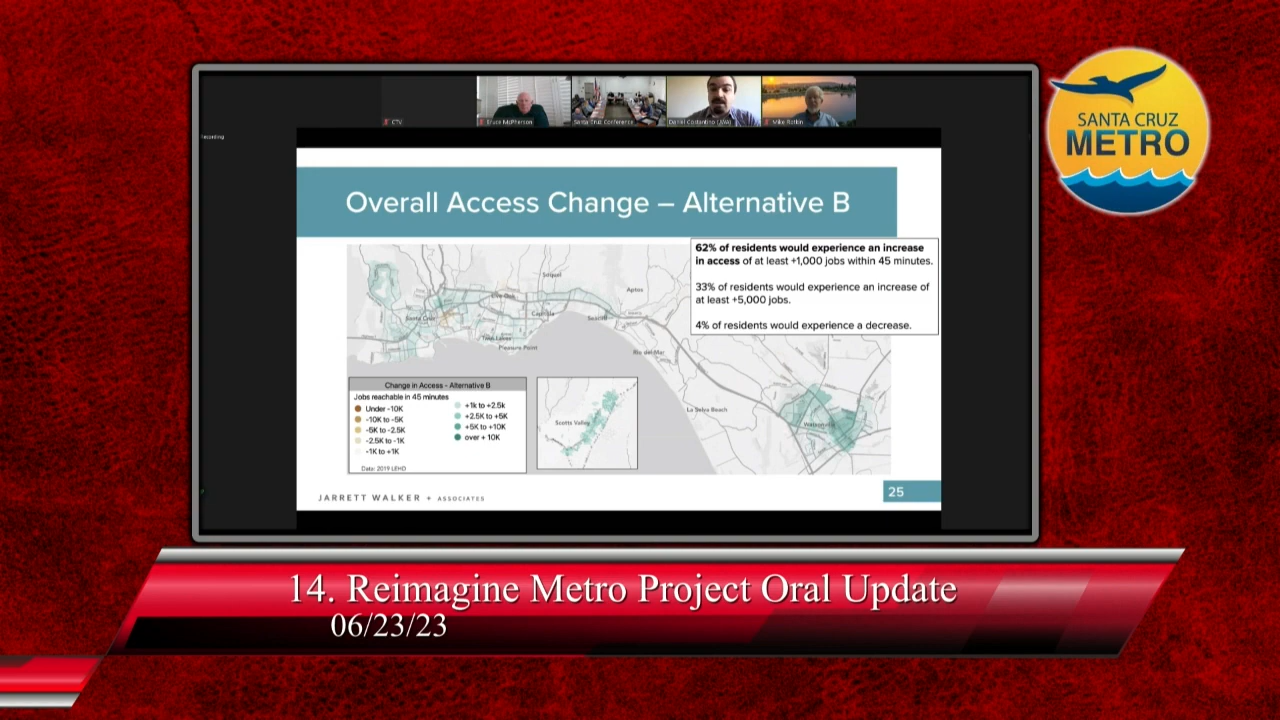 CTV
Bruce McPherson
Santa Cruz Conference
Daniel Costantino (JWA)
Mike Rotkin
Recording
SANTA CRUZ
METRO
Overall Access Change – Alternative B
62% of residents would experience an increase
in access of at least +1,000 jobs within 45 minutes.
33% of residents would experience an increase of
at least +5,000 jobs.
4% of residents would experience a decrease.
Soquel
Aptos
Live Oak
Santa Cruz
Capitola
Seacliff
Twin Lakes
Pleasure Point
Rio del Mar
La Selva Beach
Watsonville
Scotts Valley
Change in Access - Alternative B
Jobs reachable in 45 minutes
Under -10K
-10K to -5K
-5K to -2.5K
-2.5K to -1K
-1K to +1K
+1k to +2.5k
+2.5K to +5K
+5K to +10K
over + 10K
Data: 2019 LEHD
JARRETT WALKER + ASSOCIATES
25
14. Reimagine Metro Project Oral Update
06/23/23